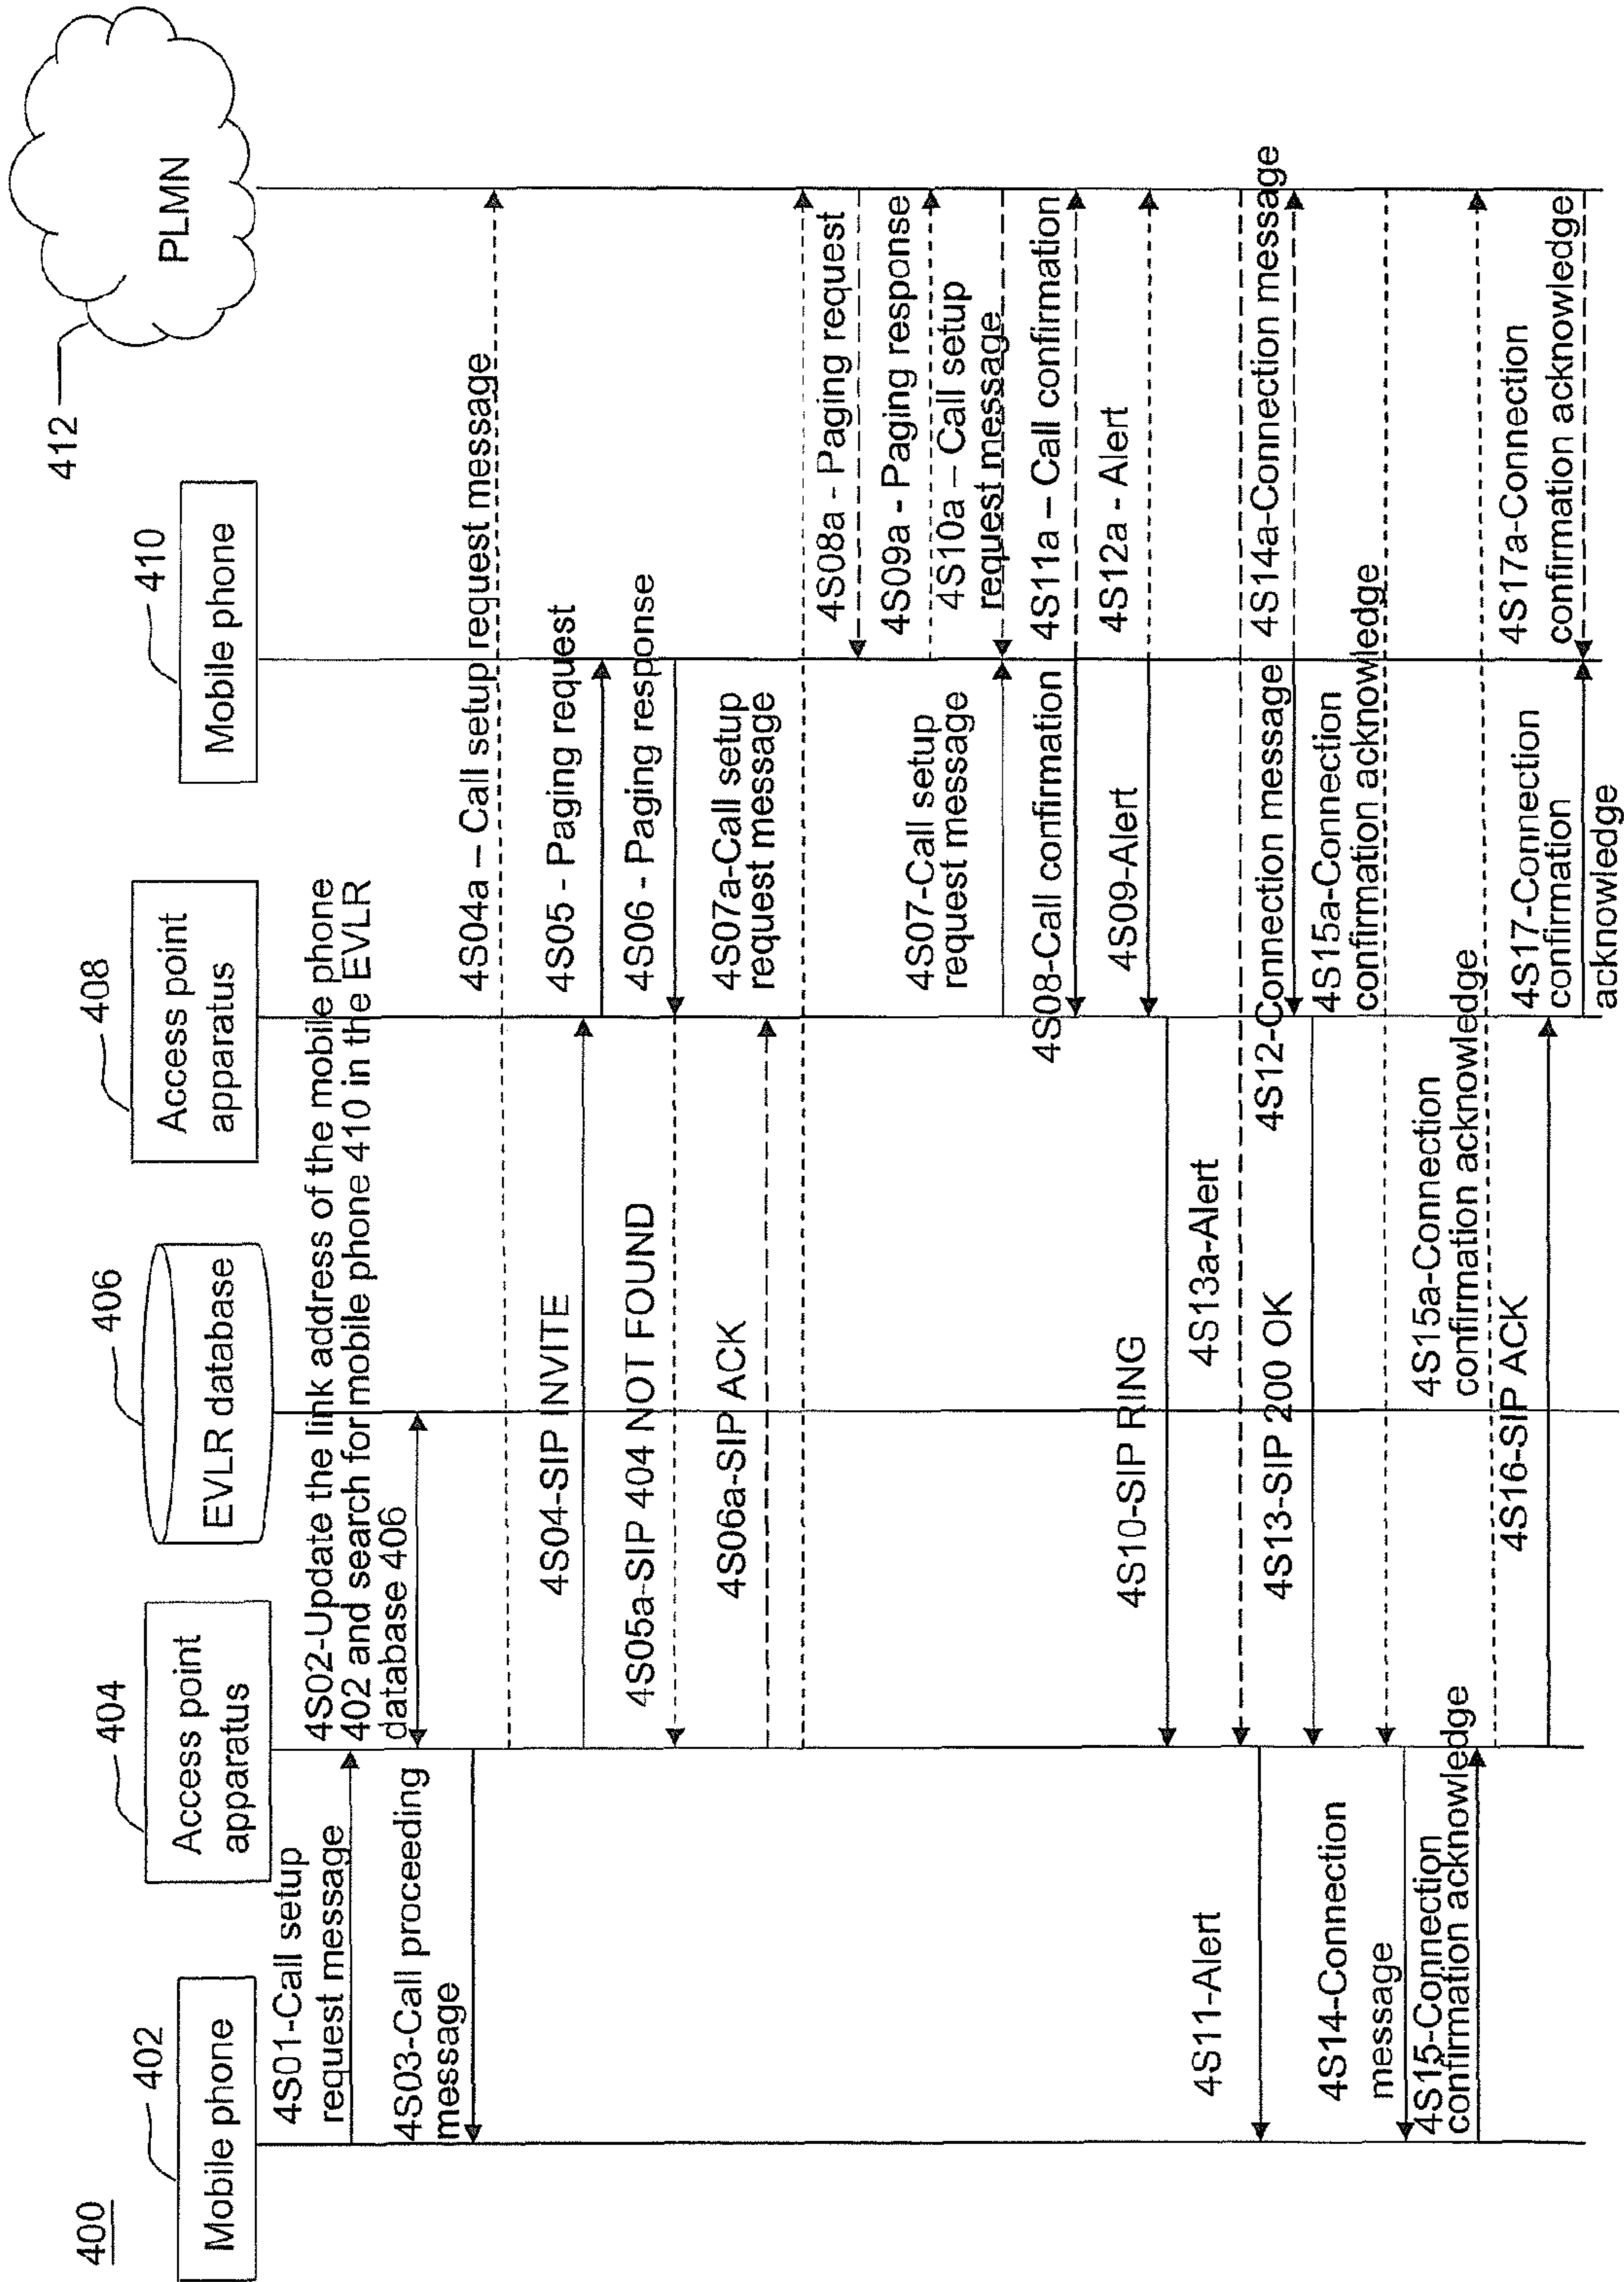 400
402
404
406
408
410
412
Mobile phone
Access point
apparatus
EVLR database
Access point
apparatus
Mobile phone
PLMN
4S01-Call setup
request message
4S02-Update the link address of the mobile phone
402 and search for mobile phone 410 in the EVLR
database 406
4S03-Call proceeding
message
4S04a – Call setup request message
4S04-SIP INVITE
4S05 - Paging request
4S05a-SIP 404 NOT FOUND
4S06 - Paging response
4S06a-SIP ACK
4S07a-Call setup
request message
4S08a - Paging request
4S09a - Paging response
4S10a – Call setup
request message
4S07-Call setup
request message
4S08-Call confirmation
4S11a – Call confirmation
4S09-Alert
4S12a - Alert
4S10-SIP RING
4S13a-Alert
4S11-Alert
4S12-Connection message
4S14a-Connection message
4S13-SIP 200 OK
4S15a-Connection
confirmation acknowledge
4S14-Connection
message
4S15-Connection
confirmation acknowledge
4S15a-Connection
confirmation acknowledge
4S16-SIP ACK
4S17-Connection
confirmation
acknowledge
4S17a-Connection
confirmation acknowledge